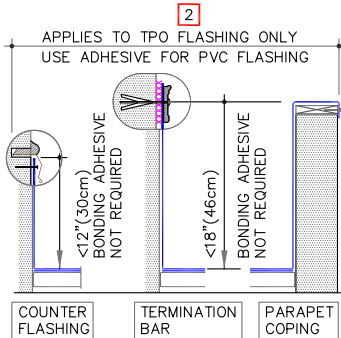 2
APPLIES TO TPO FLASHING ONLY
USE ADHESIVE FOR PVC FLASHING
<12"(30cm)
BONDING ADHESIVE
NOT REQUIRED
<18"(46cm)
BONDING ADHESIVE
NOT REQUIRED
COUNTER
FLASHING
TERMINATION
BAR
PARAPET
COPING